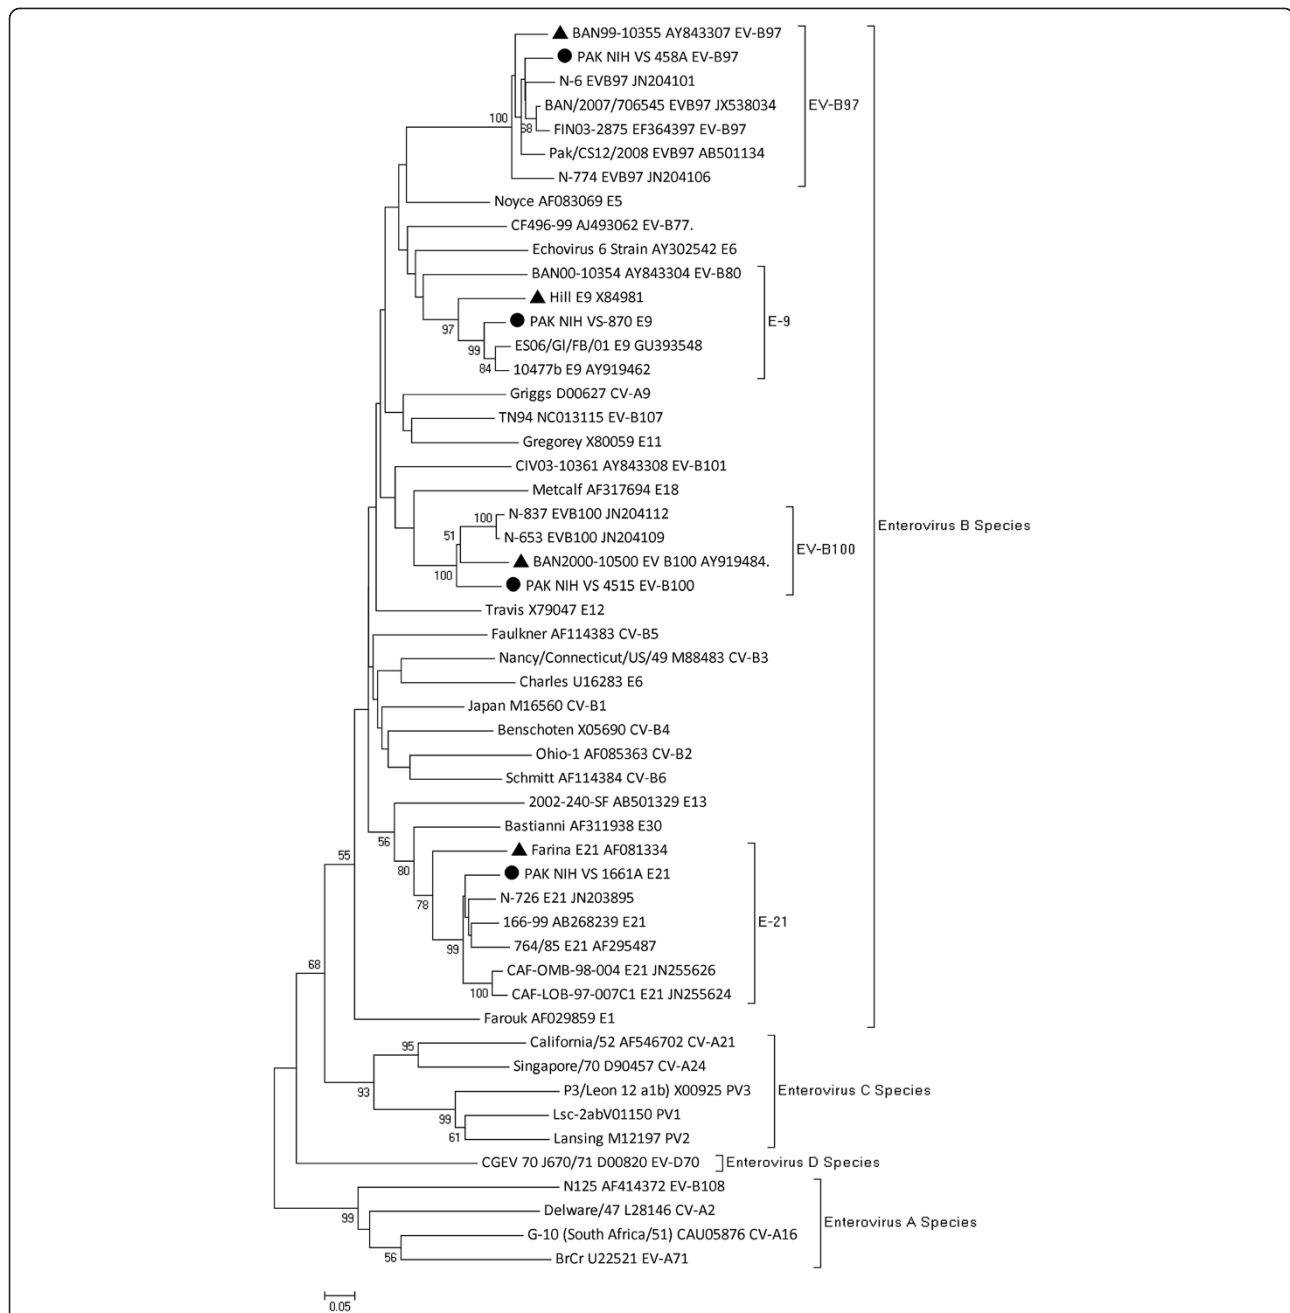 BAN99-10355 AY843307 EV-B97
PAK NIH VS 458A EV-B97
N-6 EVB97 JN204101
BAN/2007/706545 EVB97 JX538034
EV-B97
100
68
FIN03-2875 EF364397 EV-B97
Pak/CS12/2008 EVB97 AB501134
N-774 EVB97 JN204106
Noyce AF083069 E5
CF496-99 AJ493062 EV-B77.
Echovirus 6 Strain AY302542 E6
BAN00-10354 AY843304 EV-B80
Hill E9 X84981
PAK NIH VS-870 E9
E-9
97
ES06/GI/FB/01 E9 GU393548
99
10477b E9 AY919462
84
Griggs D00627 CV-A9
TN94 NC013115 EV-B107
Gregorey X80059 E11
CIV03-10361 AY843308 EV-B101
Metcalf AF317694 E18
N-837 EVB100 JN204112
100
Enterovirus B Species
N-653 EVB100 JN204109
51
EV-B100
BAN2000-10500 EV B100 AY919484.
100
PAK NIH VS 4515 EV-B100
Travis X79047 E12
Faulkner AF114383 CV-B5
Nancy/Connecticut/US/49 M88483 CV-B3
Charles U16283 E6
Japan M16560 CV-B1
Benschoten X05690 CV-B4
Ohio-1 AF085363 CV-B2
Schmitt AF114384 CV-B6
2002-240-SF AB501329 E13
Bastianni AF311938 E30
56
Farina E21 AF081334
55
80
PAK NIH VS 1661A E21
N-726 E21 JN203895
78
166-99 AB268239 E21
E-21
764/85 E21 AF295487
99
CAF-OMB-98-004 E21 JN255626
68
CAF-LOB-97-007C1 E21 JN255624
100
Farouk AF029859 E1
California/52 AF546702 CV-A21
95
Singapore/70 D90457 CV-A24
P3/Leon 12 a1b) X00925 PV3
Enterovirus C Species
93
Lsc-2abV01150 PV1
99
Lansing M12197 PV2
61
CGEV 70 J670/71 D00820 EV-D70
Enterovirus D Species
N125 AF414372 EV-B108
Delware/47 L28146 CV-A2
99
Enterovirus A Species
G-10 (South Africa/51) CAU05876 CV-A16
BrCr U22521 EV-A71
56
0.05